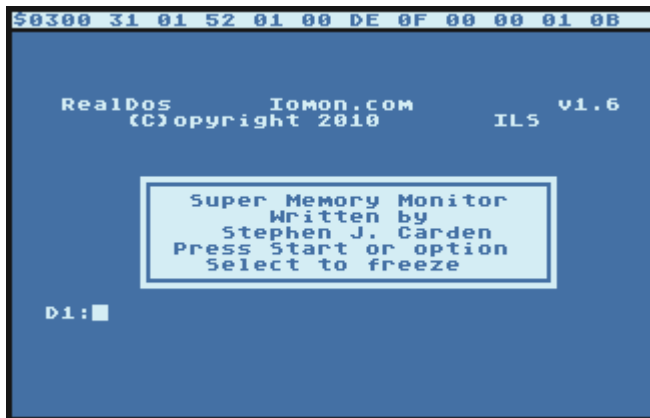 $0300 31 01 52 01 00 DE 0F 00 00 01 0B
RealDos Iomon.com v1.6
(C)opyright 2010 ILS
Super Memory Monitor
Written by
Stephen J. Carden
Press Start or option
Select to freeze
D1: